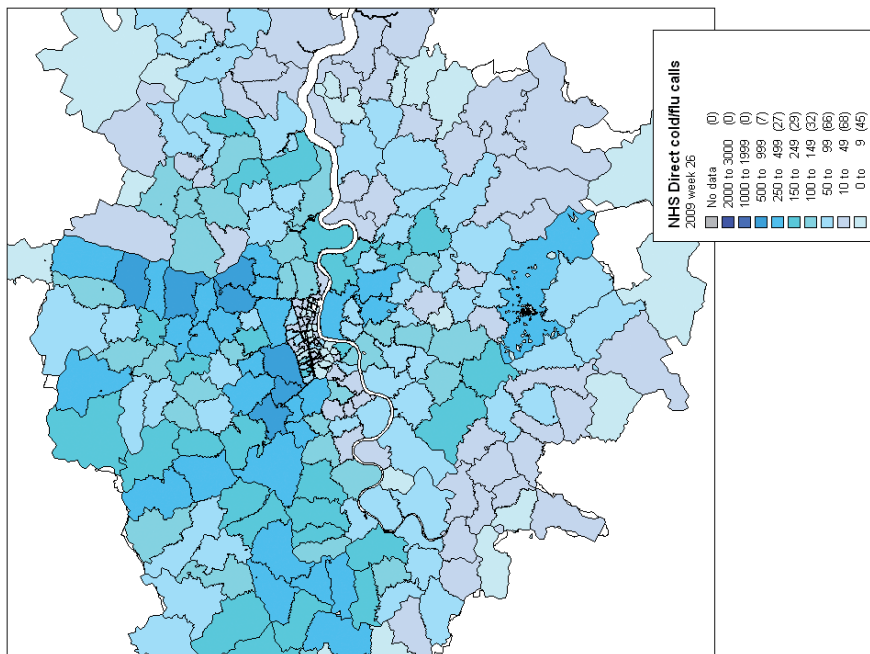 NHS Direct cold/flu calls
2009 week 26
No data (0)
2000 to 3000 (0)
1000 to 1999 (0)
500 to 999 (7)
250 to 499 (27)
150 to 249 (29)
100 to 149 (32)
50 to 99 (66)
10 to 49 (68)
0 to 9 (45)